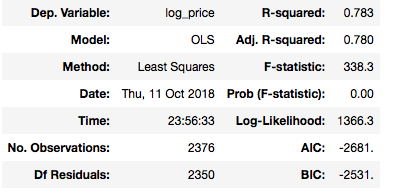 Dep. Variable: log_price R-squared: 0.783
Model: OLS Adj. R-squared: 0.780
Method: Least Squares F-statistic: 338.3
Date: Thu, 11 Oct 2018 Prob (F-statistic): 0.00
Time: 23:56:33 Log-Likelihood: 1366.3
No. Observations: 2376 AIC: -2681.
Df Residuals: 2350 BIC: -2531.